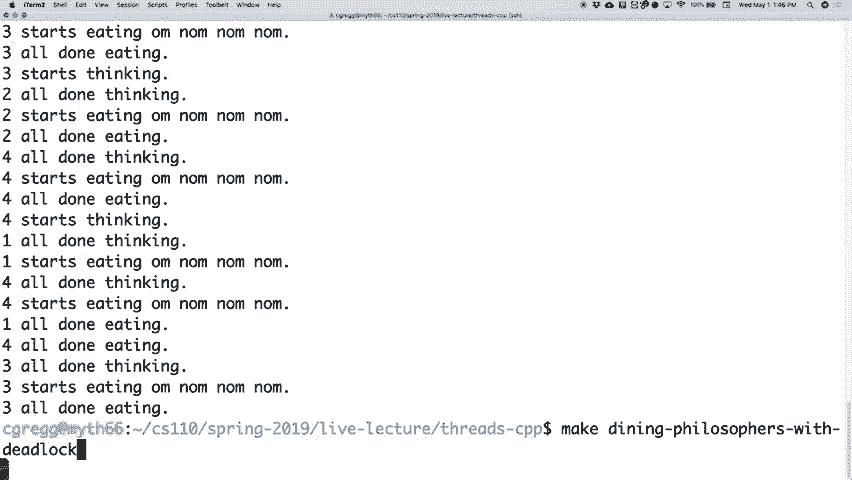 iTerm2 Shell Edit View Session Scripts Profiles Toolbelt Window Help 100% Wed May 1 1:46 PM
3. cgregg@myth66: ~/cs110/spring-2019/live-lecture/threads-cpp (ssh)
3 starts eating om nom nom nom.
3 all done eating.
3 starts thinking.
2 all done thinking.
2 starts eating om nom nom nom.
2 all done eating.
4 all done thinking.
4 starts eating om nom nom nom.
4 all done eating.
4 starts thinking.
1 all done thinking.
1 starts eating om nom nom nom.
4 all done thinking.
4 starts eating om nom nom nom.
1 all done eating.
4 all done eating.
3 all done thinking.
3 starts eating om nom nom nom.
3 all done eating.
cgregg@myth66:~/cs110/spring-2019/live-lecture/threads-cpp$ make dining-philosophers-with-
deadlock